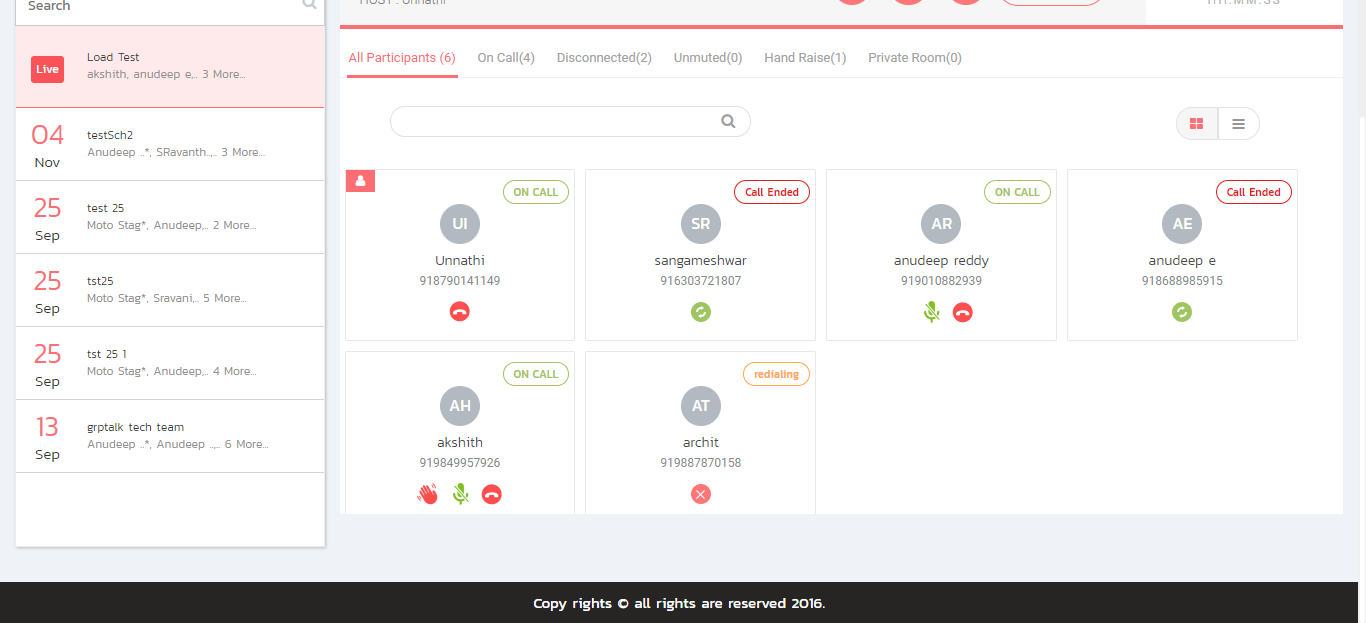 Search
HOST : Unnathi
HH:MM:SS
Live
Load Test
akshith, anudeep e,.. 3 More...
04
Nov
testSch2
Anudeep ..*, SRavanth..,.. 3 More...
25
Sep
test 25
Moto Stag*, Anudeep,.. 2 More...
25
Sep
tst25
Moto Stag*, Sravani,.. 5 More...
25
Sep
tst 25 1
Moto Stag*, Anudeep,.. 4 More...
13
Sep
grptalk tech team
Anudeep ..*, Anudeep ..,.. 6 More...
All Participants (6) On Call(4) Disconnected(2) Unmuted(0) Hand Raise(1) Private Room(0)
ON CALL
UI
Unnathi
918790141149
Call Ended
SR
sangameshwar
916303721807
ON CALL
AR
anudeep reddy
919010882939
Call Ended
AE
anudeep e
918688985915
ON CALL
AH
akshith
919849957926
redialing
AT
archit
919887870158
Copy rights © all rights are reserved 2016.